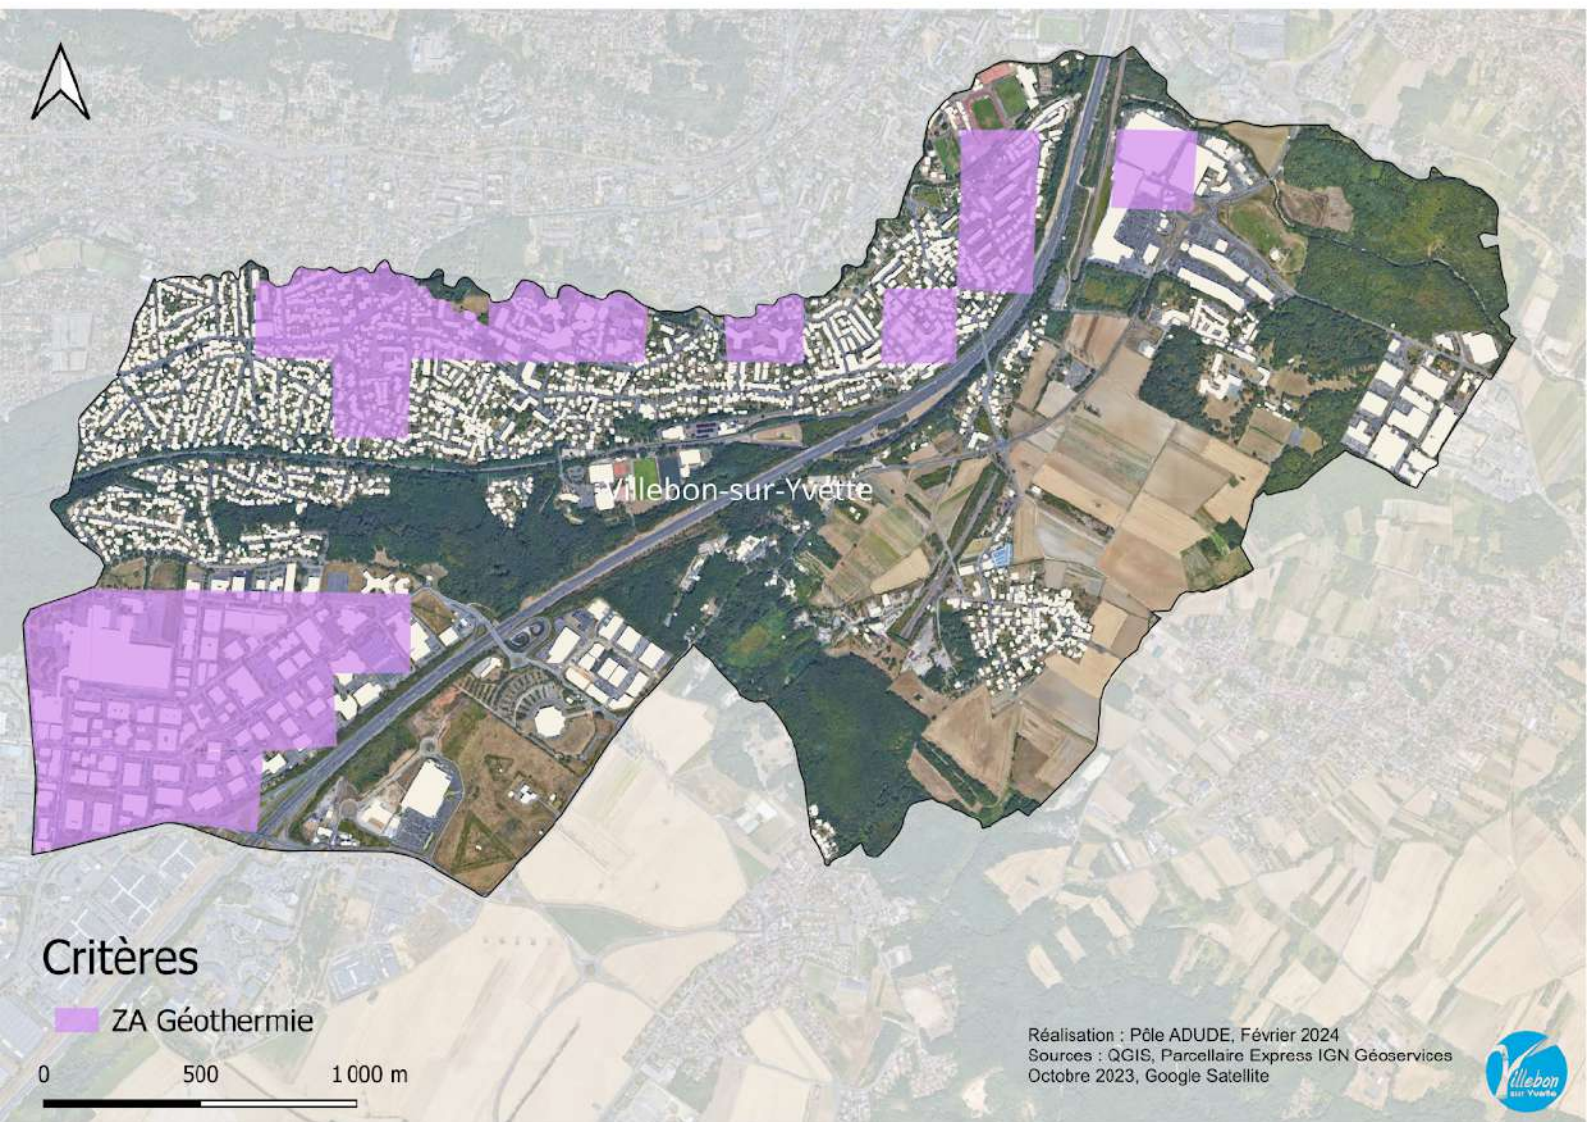 Villebon-sur-Yvette
Critères
ZA Géothermie
0 500 1 000 m
Réalisation : Pôle ADUDE, Février 2024
Sources : QGIS, Parcellaire Express IGN Géoservices
Octobre 2023, Google Satellite
Villebon
sur Yvette